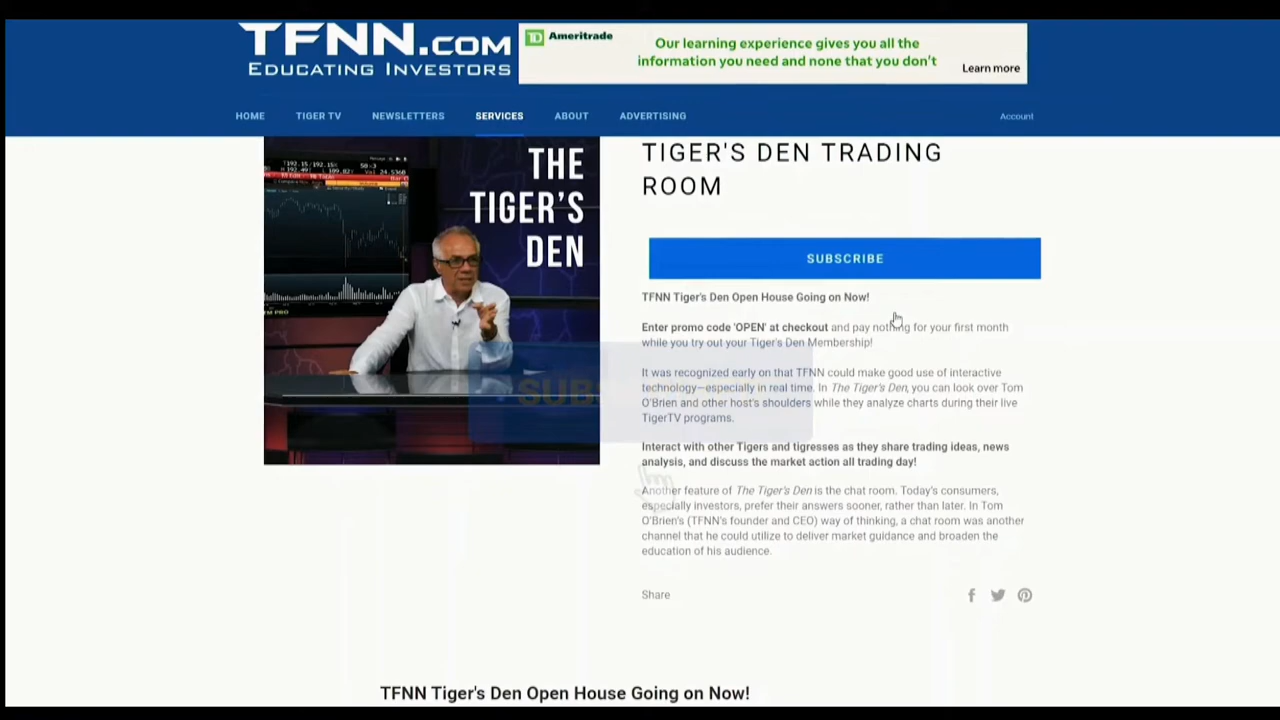 TFNN.COM
EDUCATING INVESTORS
Ameritrade
Our learning experience gives you all the
information you need and none that you don't
Learn more
HOME TIGER TV NEWSLETTERS SERVICES ABOUT ADVERTISING Account
THE
TIGER'S
DEN
TIGER'S DEN TRADING
ROOM
SUBSCRIBE
TFNN Tiger's Den Open House Going on Now!
Enter promo code 'OPEN' at checkout and pay nothing for your first month
while you try out your Tiger's Den Membership!
It was recognized early on that TFNN could make good use of interactive
technology—especially in real time. In The Tiger's Den, you can look over Tom
O'Brien and other host's shoulders while they analyze charts during their live
TigerTV programs.
Interact with other Tigers and tigresses as they share trading ideas, news
analysis, and discuss the market action all trading day!
Another feature of The Tiger's Den is the chat room. Today's consumers,
especially investors, prefer their answers sooner, rather than later. In Tom
O'Brien's (TFNN's founder and CEO) way of thinking, a chat room was another
channel that he could utilize to deliver market guidance and broaden the
education of his audience.
Share
TFNN Tiger's Den Open House Going on Now!